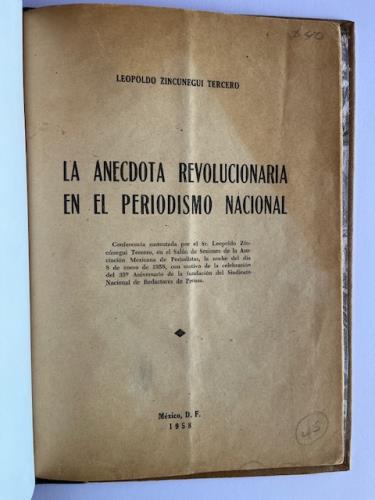 $40
LEOPOLDO ZINCUNEGUI TERCERO
LA ANECDOTA REVOLUCIONARIA
EN EL PERIODISMO NACIONAL
Conferencia sustentada por el Sr. Leopoldo Zin-
cúnegui Tercero, en el Salón de Sesiones de la Aso-
ciación Mexicana de Periodistas, la noche del día
8 de enero de 1958, con motivo de la celebración
del 35º Aniversario de la fundación del Sindicato
Nacional de Redactores de Prensa.
México, D. F.
1958
45